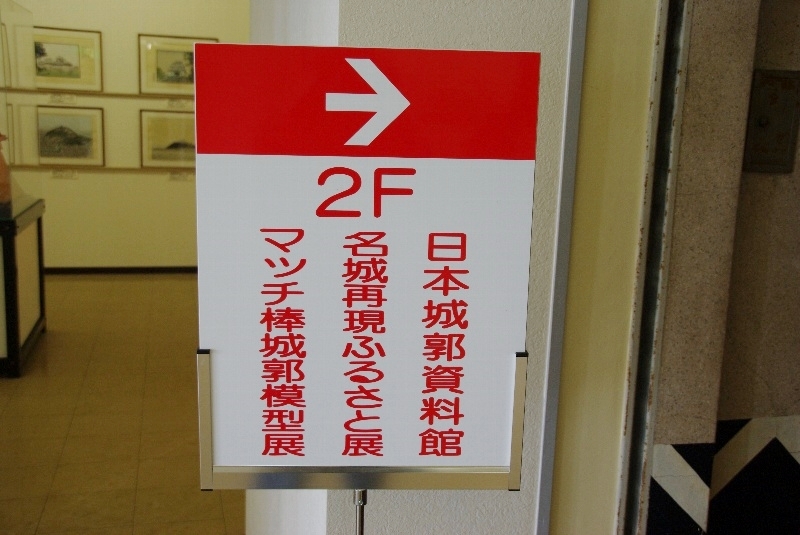 2F
日本城郭資料館
名城再現ふるさと展
マッチ棒城郭模型展